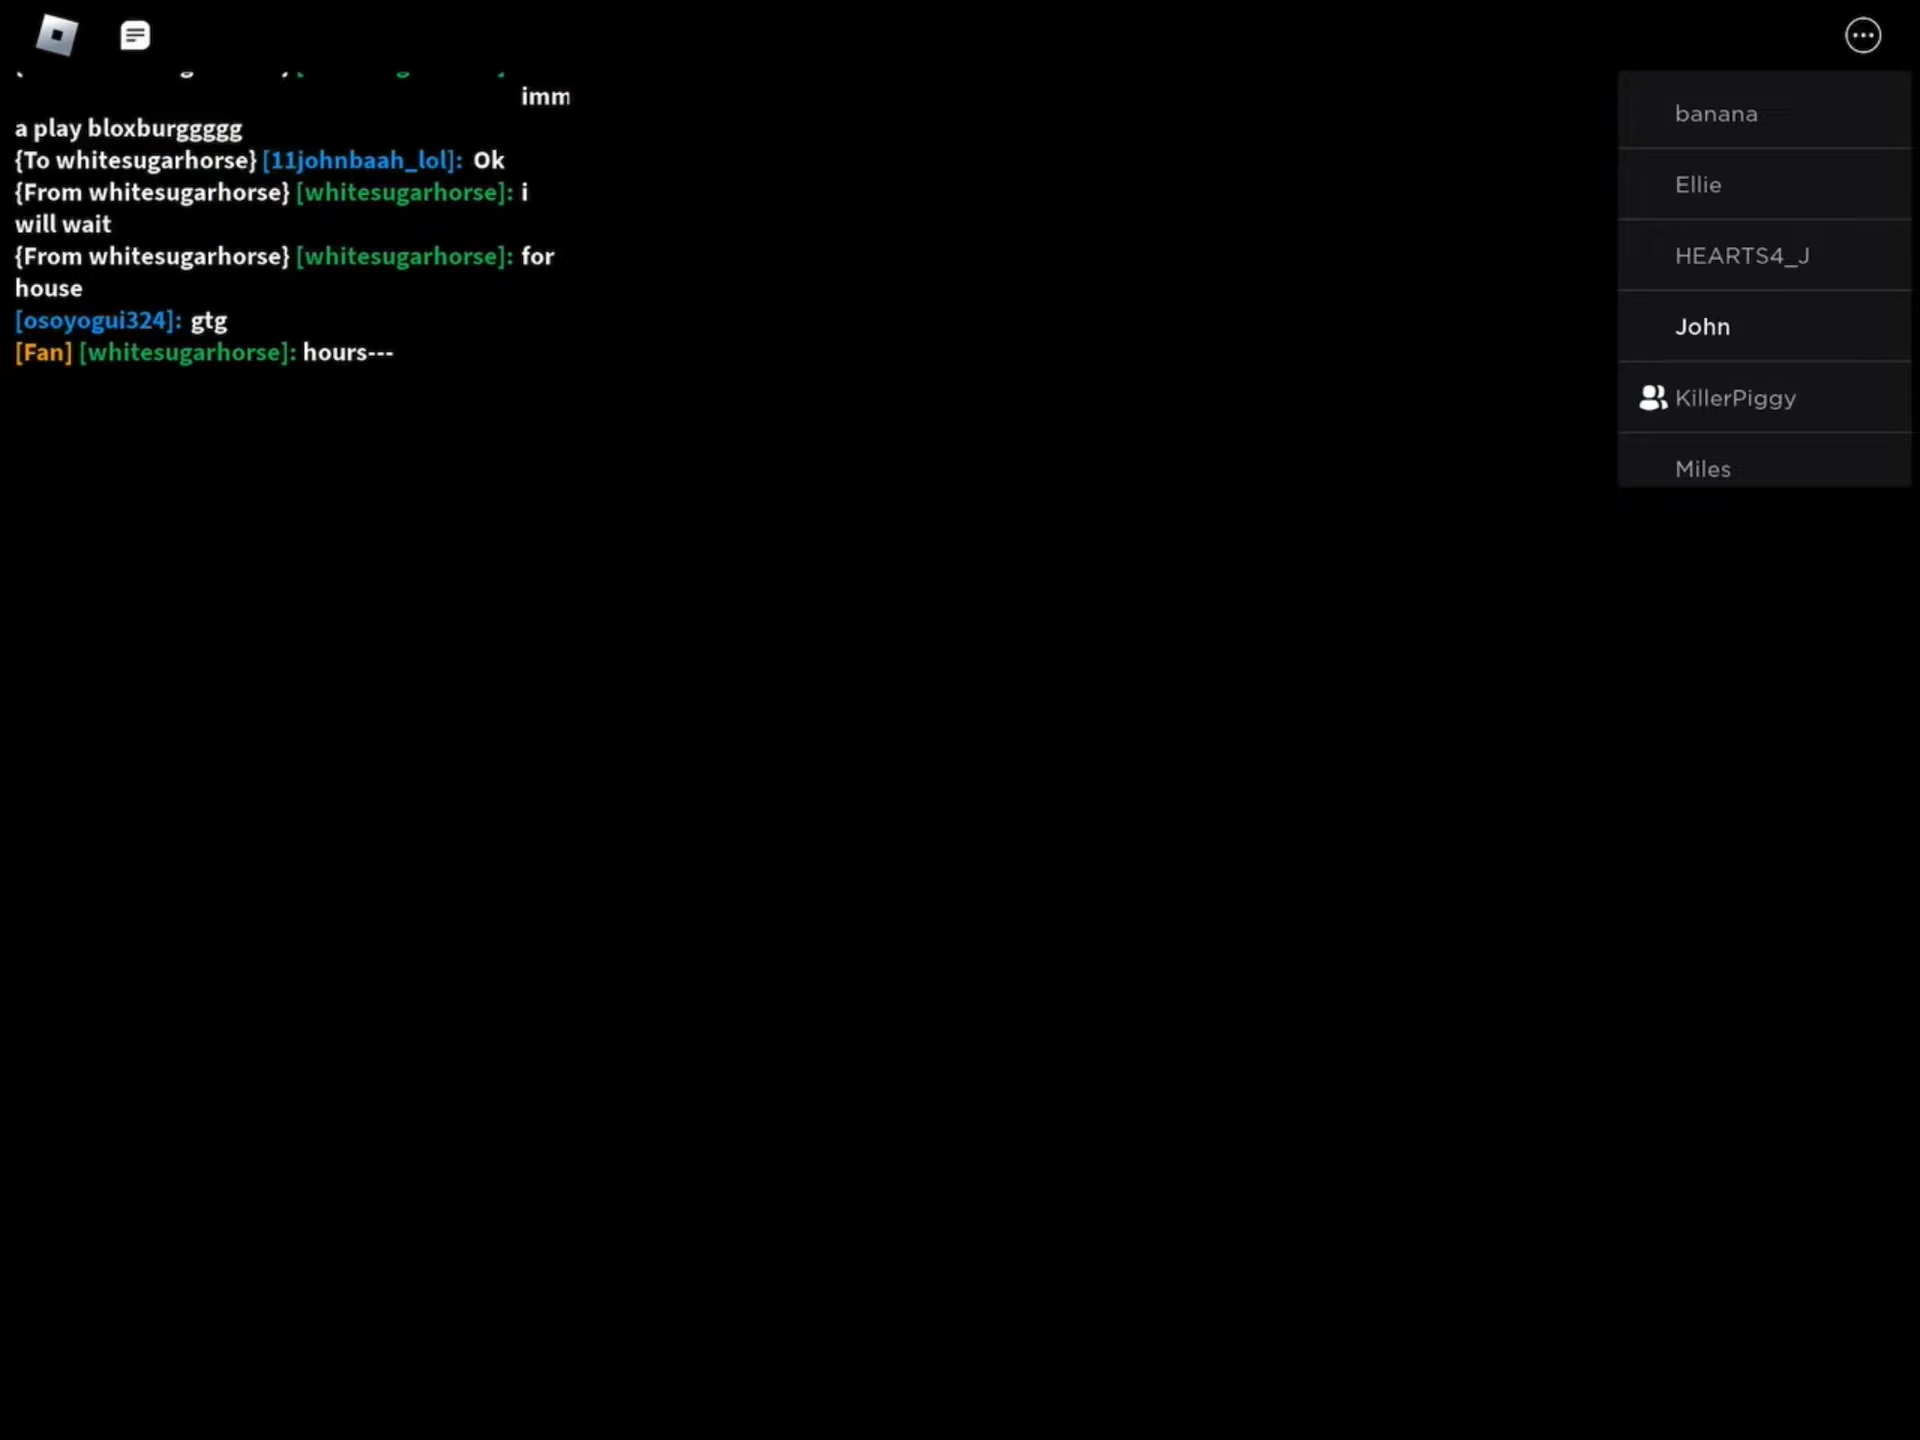 imm
a play bloxburggggg
{To whitesugarhorse} [11johnbaah_lol]: Ok
{From whitesugarhorse} [whitesugarhorse]: i
will wait
{From whitesugarhorse} [whitesugarhorse]: for
house
[osoyogui324]: gtg
[Fan] [whitesugarhorse]: hours---
banana
Ellie
HEARTS4_J
John
KillerPiggy
Miles